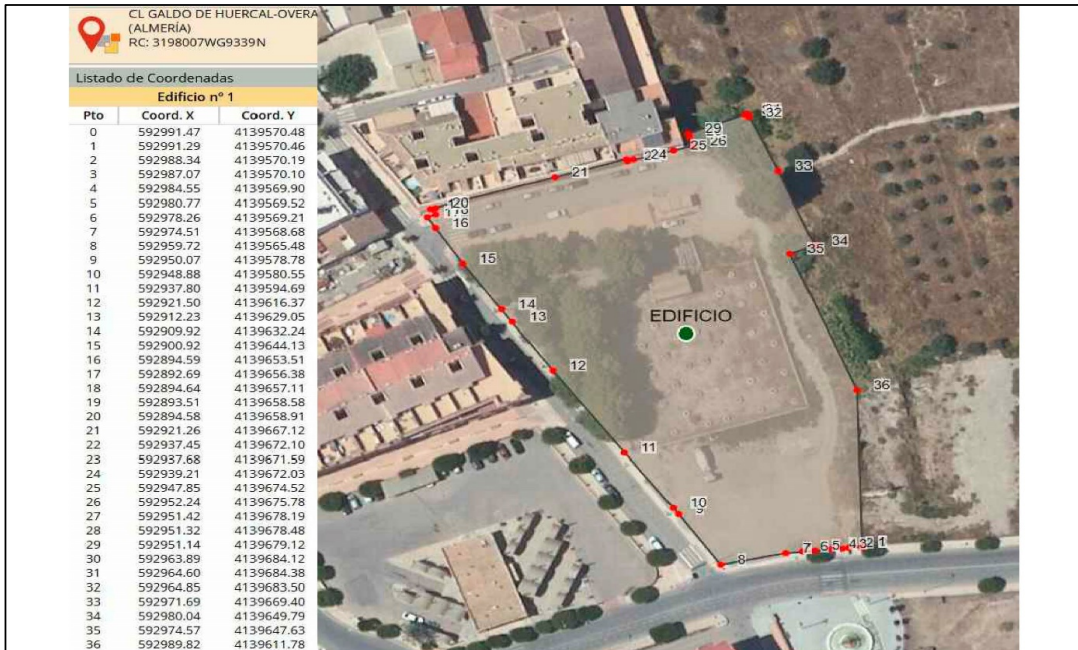 CL GALDO DE HUERCAL-OVERA
(ALMERÍA)
RC: 3198007WG9339N
Listado de Coordenadas
Edificio nº 1
Pto Coord. X Coord. Y
0 592991.47 4139570.48
1 592991.29 4139570.46
2 592988.34 4139570.19
3 592987.07 4139570.10
4 592984.55 4139569.90
5 592980.77 4139569.52
6 592978.26 4139569.21
7 592974.51 4139568.68
8 592959.72 4139565.48
9 592950.07 4139578.78
10 592948.88 4139580.55
11 592937.80 4139594.69
12 592921.50 4139616.37
13 592912.23 4139629.05
14 592909.92 4139632.24
15 592900.92 4139644.13
16 592894.59 4139653.51
17 592892.69 4139656.38
18 592894.64 4139657.11
19 592893.51 4139658.58
20 592894.58 4139658.91
21 592921.26 4139667.12
22 592937.45 4139672.10
23 592937.68 4139671.59
24 592939.21 4139672.03
25 592947.85 4139674.52
26 592952.24 4139675.78
27 592951.42 4139678.19
28 592951.32 4139678.48
29 592951.14 4139679.12
30 592963.89 4139684.12
31 592964.60 4139684.38
32 592964.85 4139683.50
33 592971.69 4139669.40
34 592980.04 4139649.79
35 592974.57 4139647.63
36 592989.82 4139611.78
32
29
26
25
24
33
21
20
16
34
35
15
14
13
EDIFICIO
12
36
11
10
9
8
7
6
5
4
3
2
1